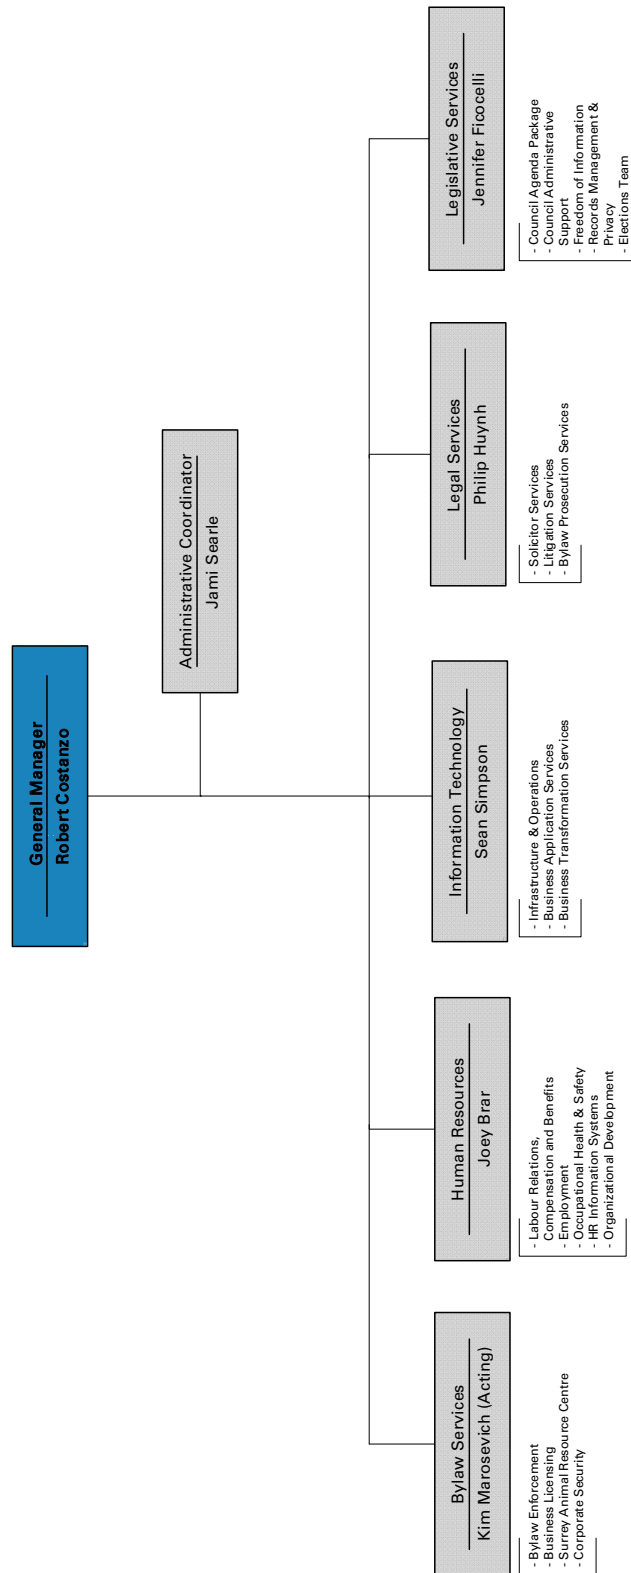 General Manager
Robert Costanzo
Administrative Coordinator
Jami Searle
Bylaw Services
Kim Marosevich (Acting)
- Bylaw Enforcement
- Business Licensing
- Surrey Animal Resource Centre
- Corporate Security
Human Resources
Joey Brar
- Labour Relations,
Compensation and Benefits
- Employment
- Occupational Health & Safety
- HR Information Systems
- Organizational Development
Information Technology
Sean Simpson
- Infrastructure & Operations
- Business Application Services
- Business Transformation Services
Legal Services
Philip Huynh
- Solicitor Services
- Litigation Services
- Bylaw Prosecution Services
Legislative Services
Jennifer Ficocelli
- Council Agenda Package
- Council Administrative
Support
- Freedom of Information
- Records Management &
Privacy
- Elections Team